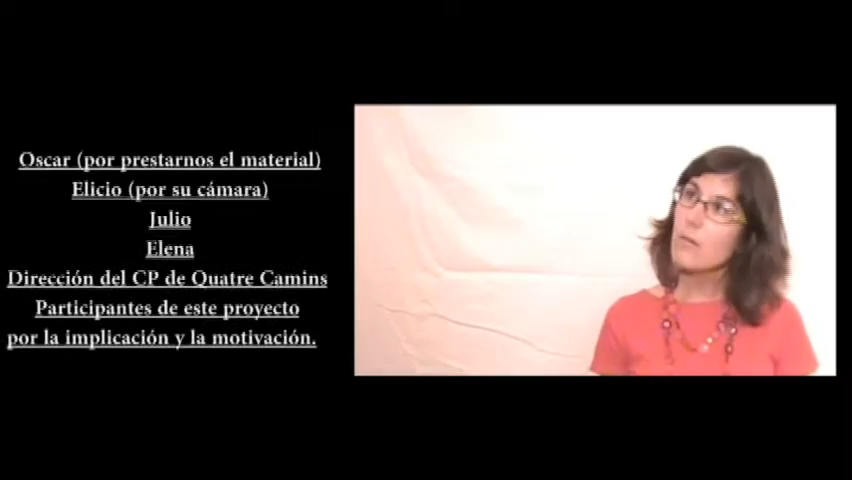 Oscar (por prestarnos el material)
Elicio (por su cámara)
Julio
Elena
Dirección del CP de Quatre Camins
Participantes de este proyecto
por la implicación y la motivación.